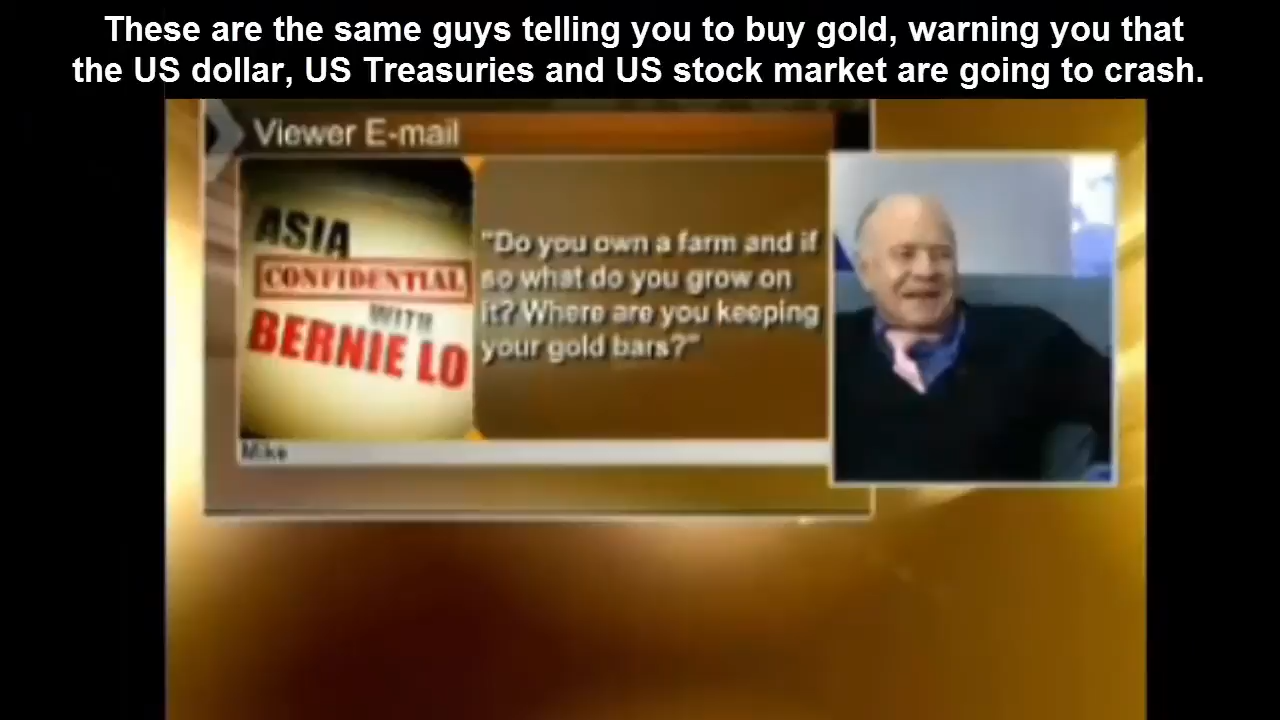 These are the same guys telling you to buy gold, warning you that
the US dollar, US Treasuries and US stock market are going to crash.
Viewer E-mail
ASIA
CONFIDENTIAL
WITH
BERNIE LO
"Do you own a farm and if
so what do you grow on
it? Where are you keeping
your gold bars?"
Mike